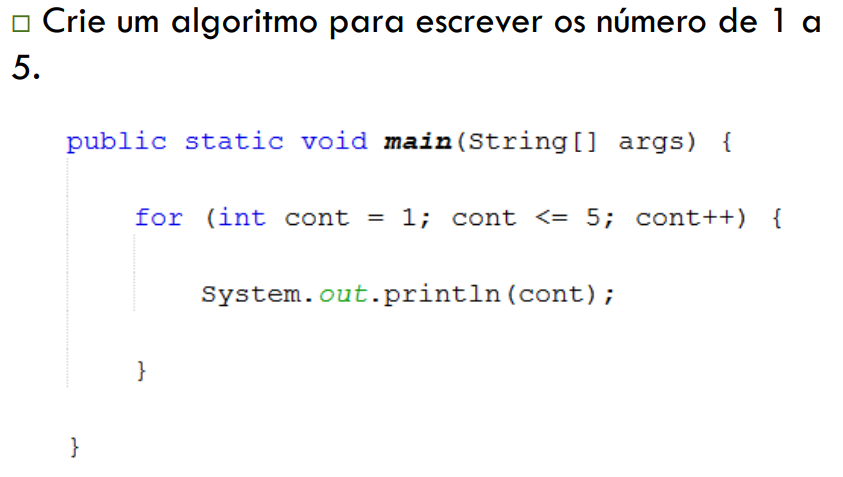 Crie um algoritmo para escrever os número de 1 a
5.
public static void main(String[] args) {
for (int cont = 1; cont <= 5; cont++) {
System.out.println(cont);
}
}